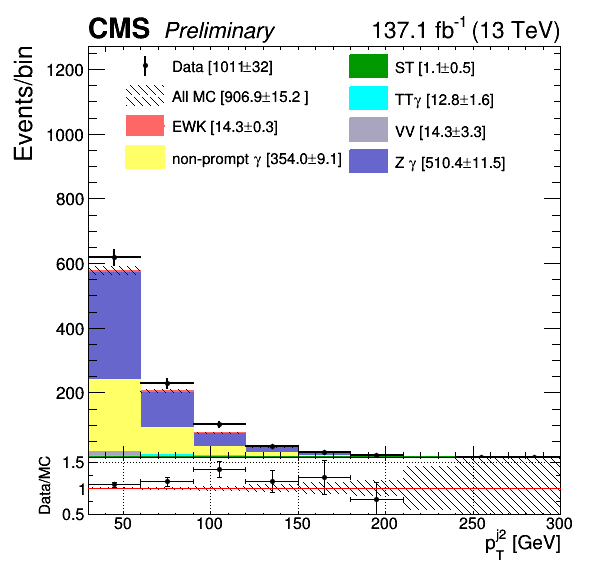 CMS Preliminary 137.1 fb⁻¹ (13 TeV)
Events/bin
1200
1000
800
600
400
200
Data [1011±32]
All MC [906.9±15.2 ]
EWK [14.3±0.3]
non-prompt γ [354.0±9.1]
ST [1.1±0.5]
TTγ [12.8±1.6]
VV [14.3±3.3]
Z γ [510.4±11.5]
Data/MC
1.5
1
0.5
50 100 150 200 250 300
p_T^j2 [GeV]